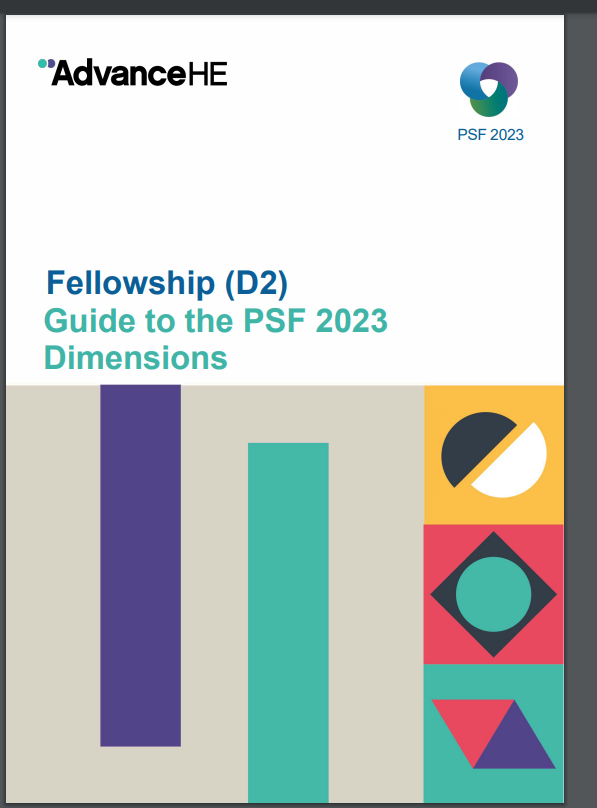 AdvanceHE
PSF 2023
Fellowship (D2)
Guide to the PSF 2023
Dimensions